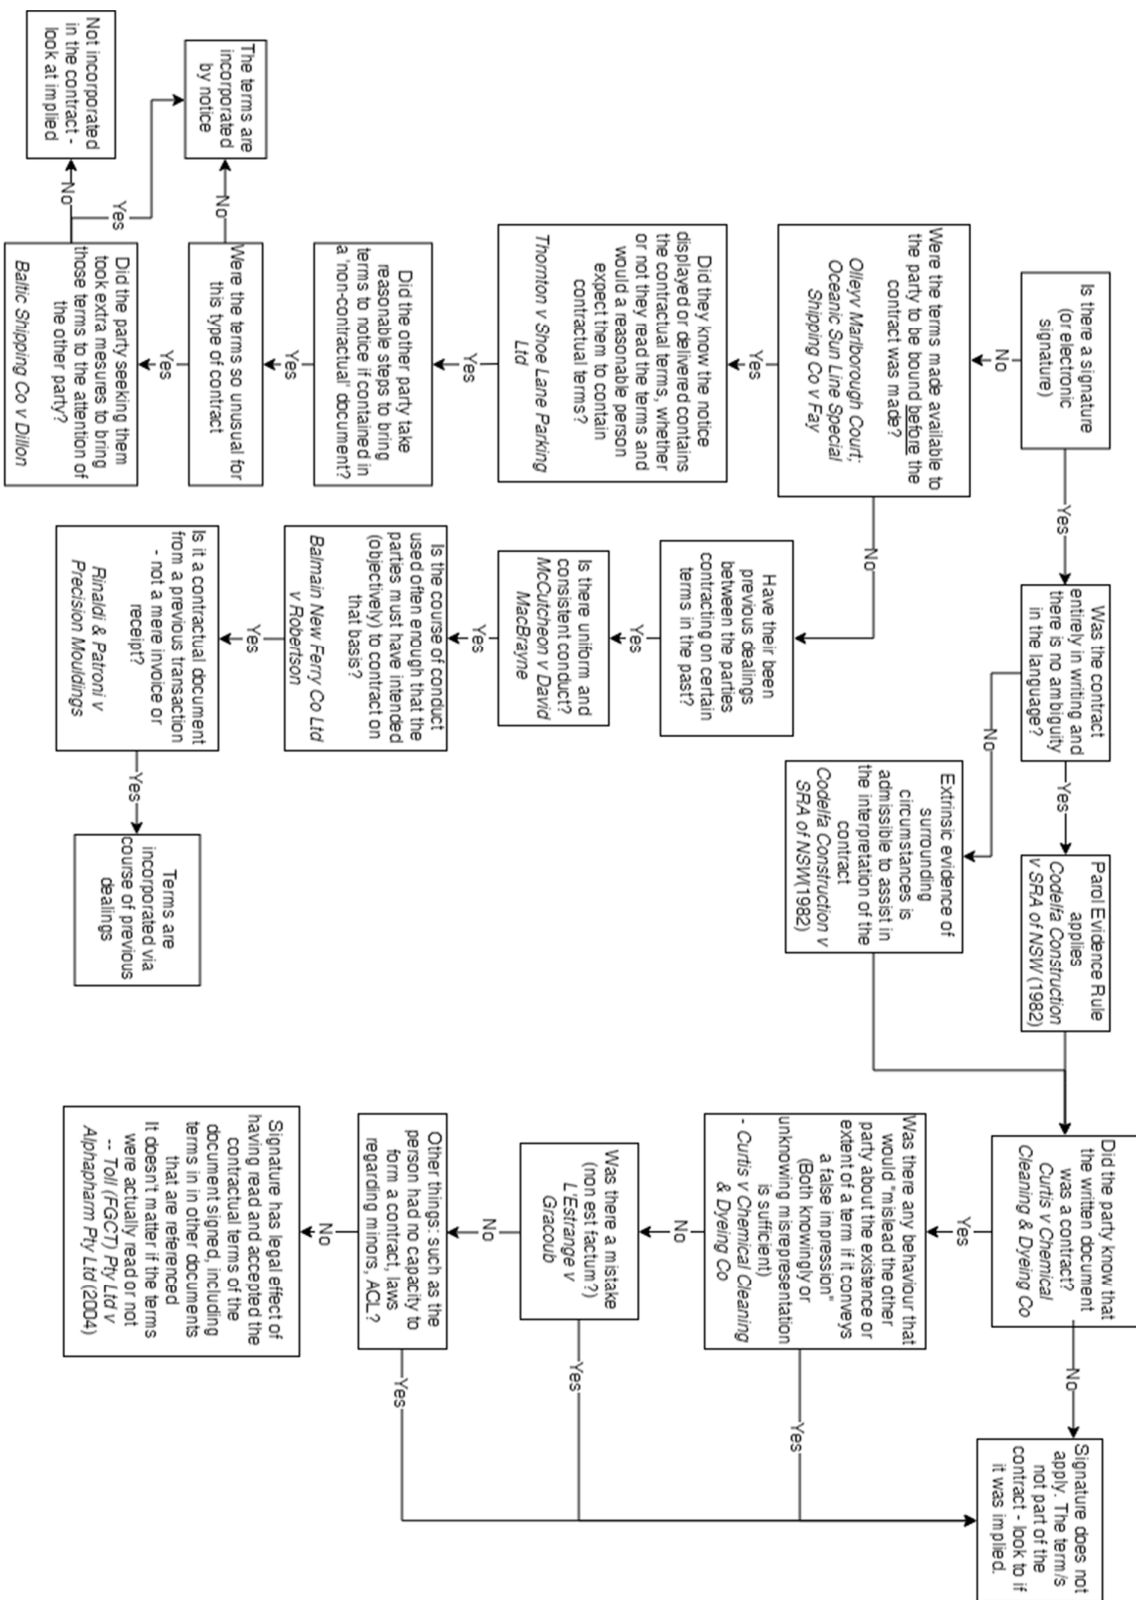 Is there a signature
(or electronic
signature)
Yes
No
Was the contract
entirely in writing and
there is no ambiguity
in the language?
Yes
No
Parol Evidence Rule
applies
Codelfa Construction
v SRA of NSW (1982)
Extrinsic evidence of
surrounding
circumstances is
admissible to assist in
the interpretation of the
contract
Codelfa Construction v
SRA of NSW(1982)
Did the party know that
the written document
was a contract?
Curtis v Chemical
Cleaning & Dyeing Co
No
Yes
Signature does not
apply. The term/s
not part of the
contract - look to if
it was implied.
Was there any behaviour that
would "mislead the other
party about the existence or
extent of a term if it conveys
a false impression"
(Both knowingly or
unknowing misrepresentation
is sufficient)
- Curtis v Chemical Cleaning
& Dyeing Co
Yes
No
Was there a mistake
(non est factum?)
L'Estrange v
Gracoub
Yes
No
Other things: such as the
person had no capacity to
form a contract, laws
regarding minors, ACL?
Yes
No
Signature has legal effect of
having read and accepted the
contractual terms of the
document signed, including
terms in in other documents
that are referenced
It doesn't matter if the terms
were actually read or not
-- Toll (FGCT) Pty Ltd v
Alphapharm Pty Ltd (2004)
Were the terms made available to
the party to be bound before the
contract was made?
Olleyv Marlborough Court;
Oceanic Sun Line Special
Shipping Co v Fay
Yes
No
Did they know the notice
displayed or delivered contains
the contractual terms, whether
or not they read the terms and
would a reasonable person
expect them to contain
contractual terms?
Thornton v Shoe Lane Parking
Ltd
Yes
Did the other party take
reasonable steps to bring
terms to notice if contained in
a 'non-contractual' document?
Yes
Were the terms so unusual for
this type of contract
No
Yes
The terms are
incorporated
by notice
Did the party seeking them
took extra mesures to bring
those terms to the attention of
the other party?
Baltic Shipping Co v Dillon
Yes
No
Not incorporated
in the contract -
look at implied
Have their been
previous dealings
between the parties
contracting on certain
terms in the past?
Yes
Is there uniform and
consistent conduct?
McCutcheon v David
MacBrayne
Yes
Is the course of conduct
used often enough that the
parties must have intended
(objectively) to contract on
that basis?
Balmain New Ferry Co Ltd
v Robertson
Yes
Is it a contractual document
from a previous transaction
- not a mere invoice or
receipt?
Rinaldi & Patroni v
Precision Mouldings
Yes
Terms are
incorporated via
course of previous
dealings